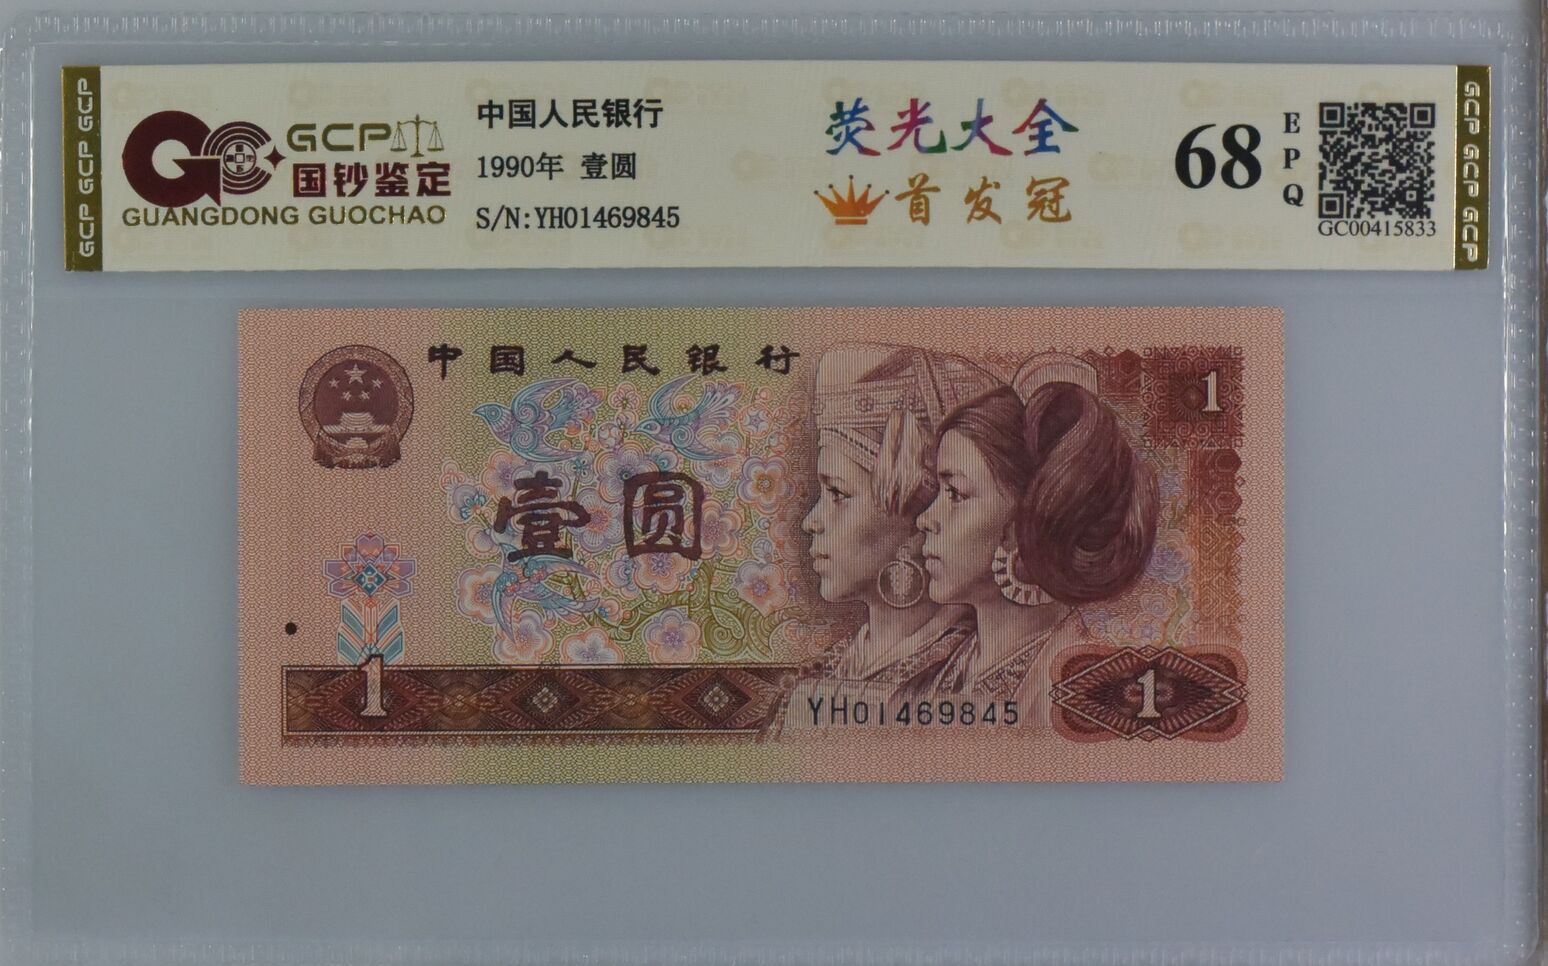 GCP GCP GCP
GCP
国钞鉴定
GUANGDONG GUOCHAO
中国人民银行
1990年 壹圆
S/N:YH01469845
荧光大全
首发冠
68
EPQ
GC00415833
GCP GCP GCP
中国人民银行
1
壹圆
1
YH01469845
1